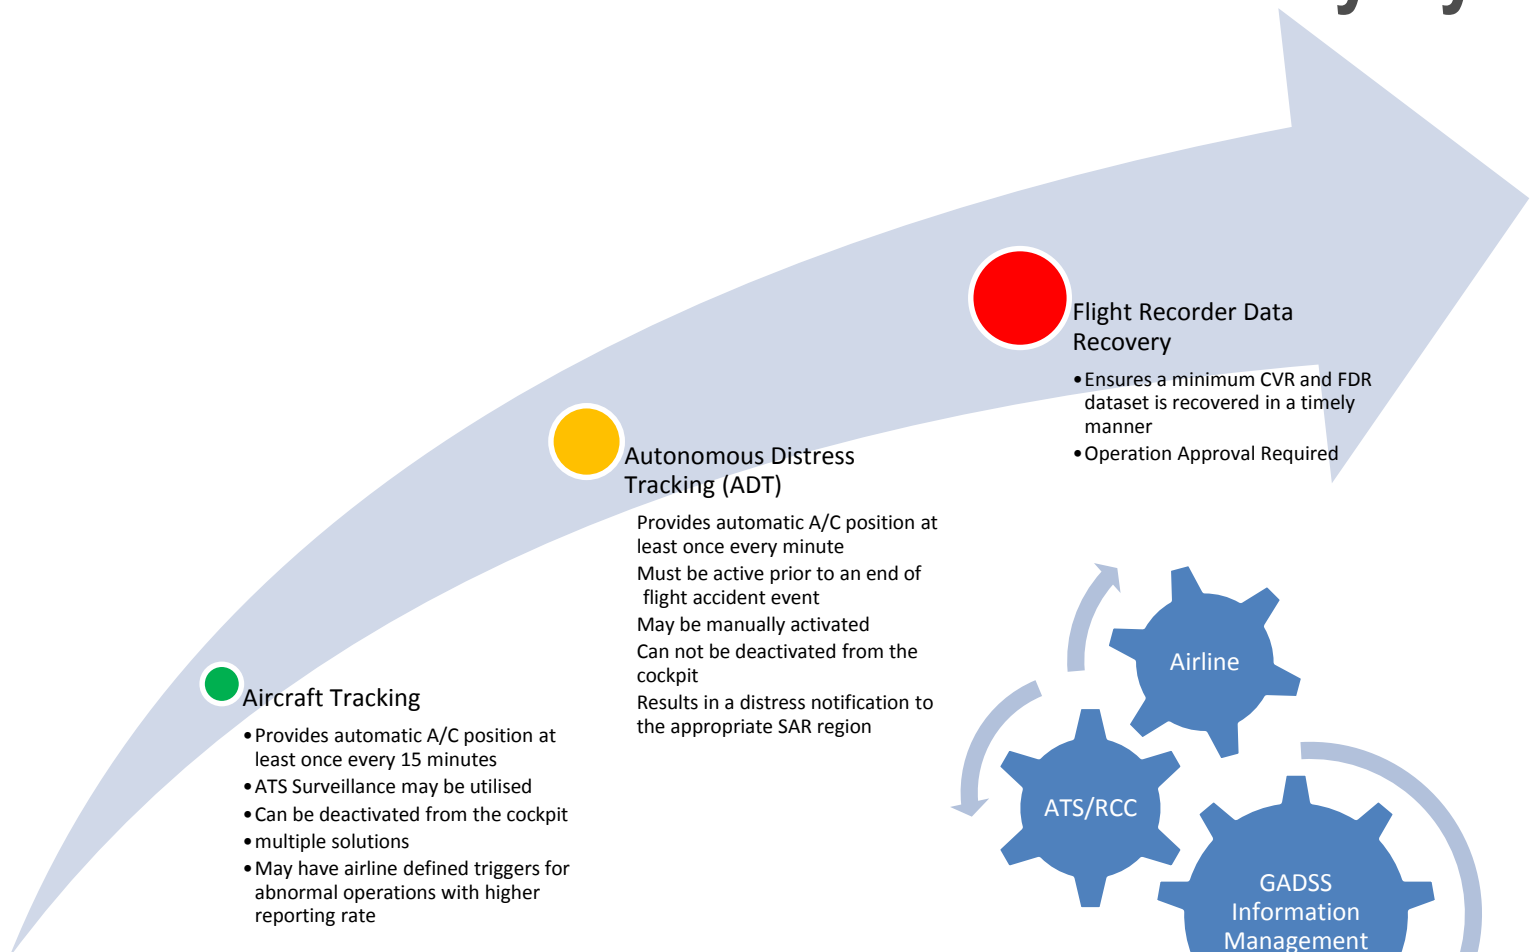 Flight Recorder Data
Recovery
•Ensures a minimum CVR and FDR
dataset is recovered in a timely
manner
•Operation Approval Required
Autonomous Distress
Tracking (ADT)
Provides automatic A/C position at
least once every minute
Must be active prior to an end of
flight accident event
May be manually activated
Can not be deactivated from the
cockpit
Results in a distress notification to
the appropriate SAR region
Aircraft Tracking
•Provides automatic A/C position at
least once every 15 minutes
•ATS Surveillance may be utilised
•Can be deactivated from the cockpit
•multiple solutions
•May have airline defined triggers for
abnormal operations with higher
reporting rate
Airline
ATS/RCC
GADSS
Information
Management